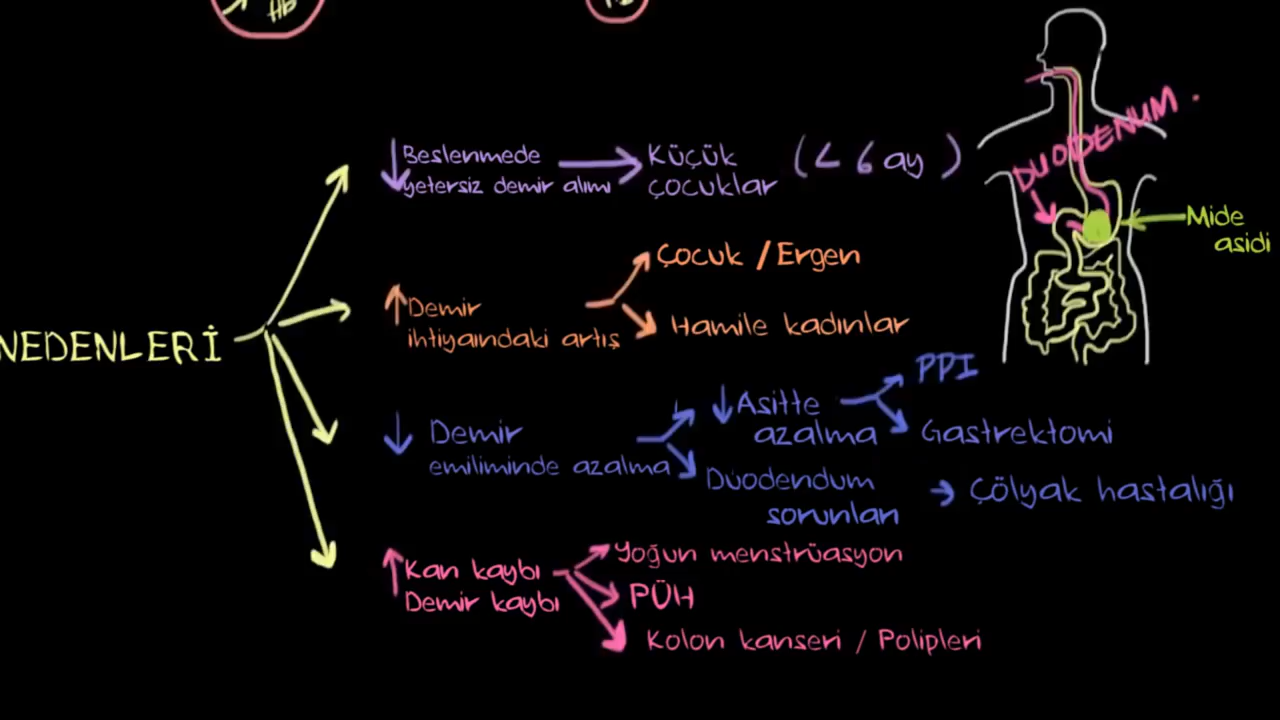 Hb
Beslenmede
yetersiz demir alımı
Küçük
çocuklar
(< 6 ay)
DUODENUM
Mide
asidi
Çocuk / Ergen
Demir
ihtiyaındaki artış
Hamile kadınlar
NEDENLERİ
PPI
Asitte
azalma
Gastrektomi
Demir
emiliminde azalma
Duodendum
sorunları
Çölyak hastalığı
Kan kaybı
Demir kaybı
Yoğun menstrüasyon
PÜH
Kolon kanseri / Polipleri